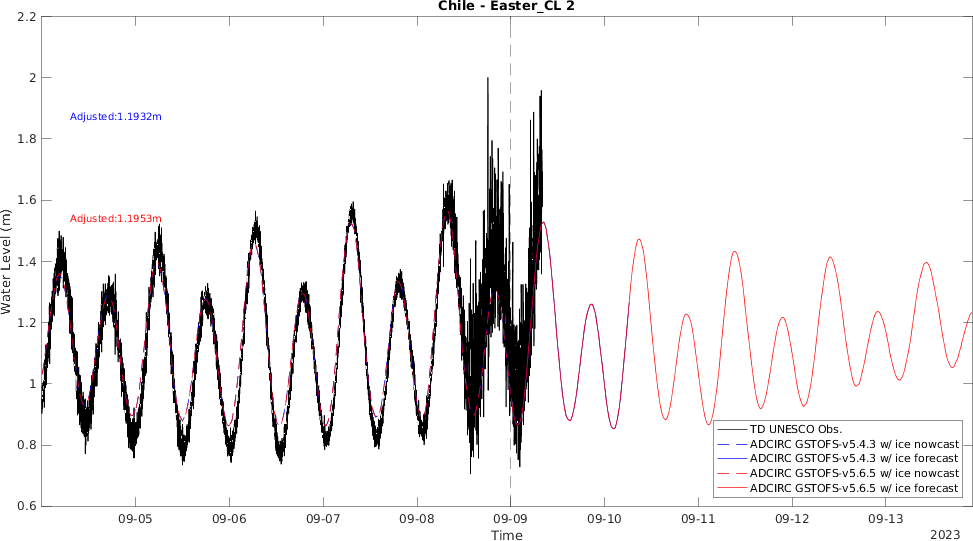 Chile - Easter_CL 2
2.2
2
1.8
1.6
1.4
1.2
1
0.8
0.6
Water Level (m)
Adjusted:1.1932m
Adjusted:1.1953m
TD UNESCO Obs.
ADCIRC GSTOFS-v5.4.3 w/ ice nowcast
ADCIRC GSTOFS-v5.4.3 w/ ice forecast
ADCIRC GSTOFS-v5.6.5 w/ ice nowcast
ADCIRC GSTOFS-v5.6.5 w/ ice forecast
09-05 09-06 09-07 09-08 09-09 09-10 09-11 09-12 09-13
Time
2023